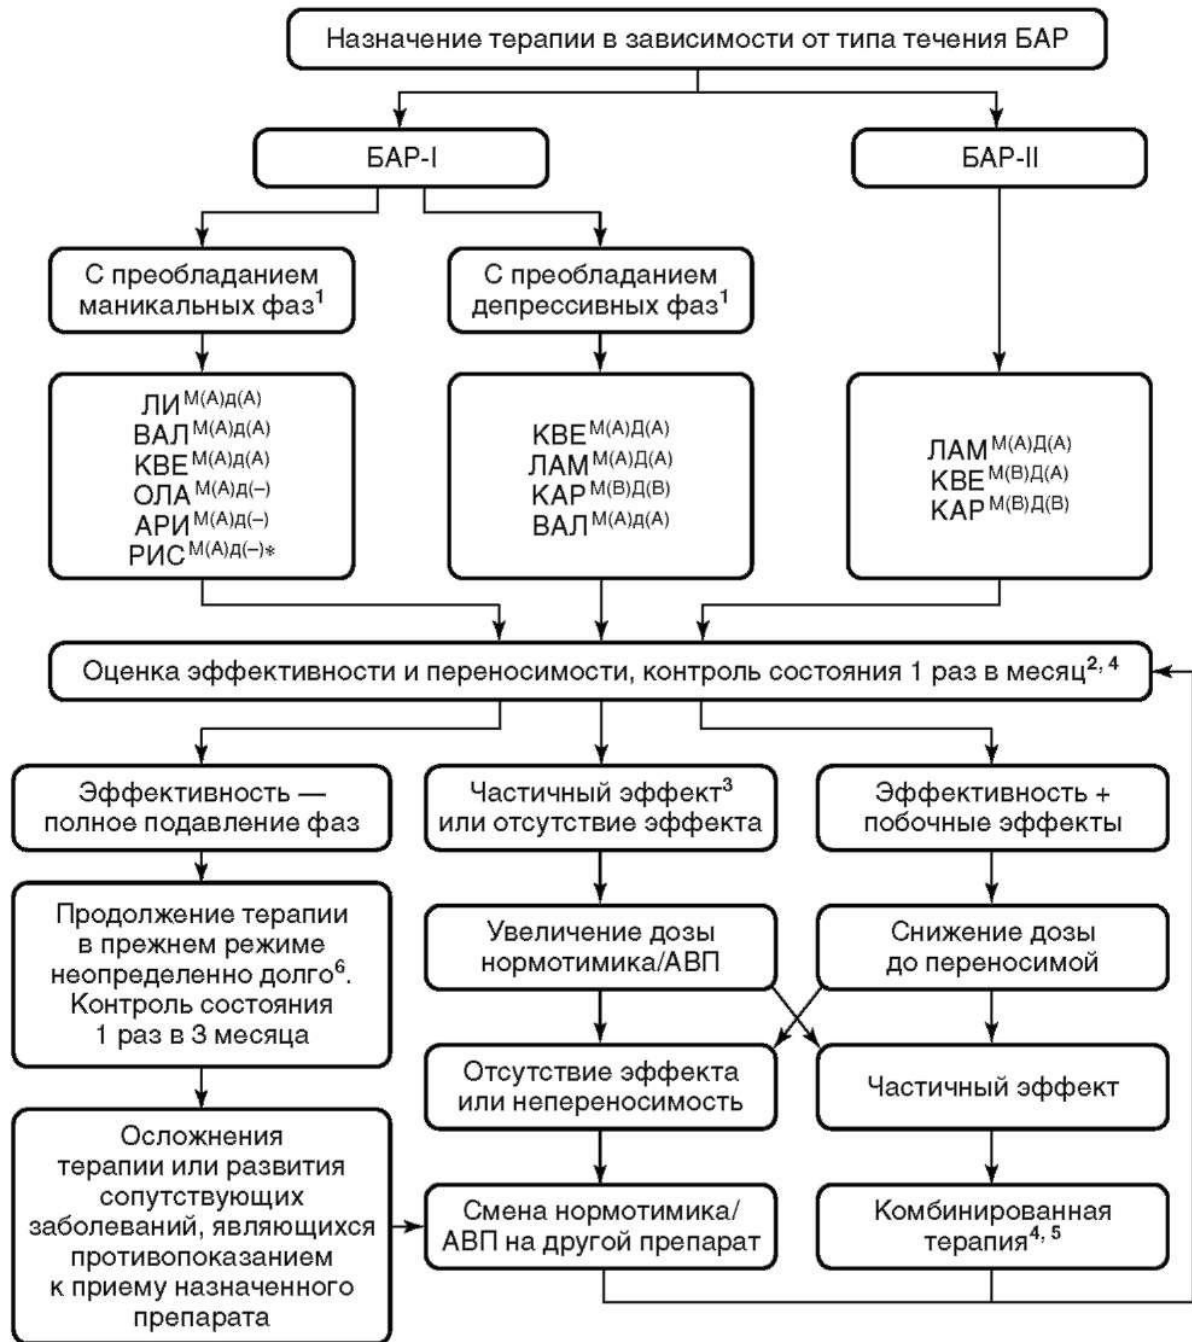 Назначение терапии в зависимости от типа течения БАР
БАР-I
БАР-II
С преобладанием
маникальных фаз¹
С преобладанием
депрессивных фаз¹
ЛИ^М(А)д(А)
ВАЛ^М(А)д(А)
КВЕ^М(А)д(А)
ОЛА^М(А)д(–)
АРИ^М(А)д(–)
РИС^М(А)д(–)*
КВЕ^М(А)Д(А)
ЛАМ^М(А)Д(А)
КАР^М(В)Д(В)
ВАЛ^М(А)д(А)
ЛАМ^М(А)Д(А)
КВЕ^М(В)Д(А)
КАР^М(В)Д(В)
Оценка эффективности и переносимости, контроль состояния 1 раз в месяц²˒ ⁴
Эффективность —
полное подавление фаз
Частичный эффект³
или отсутствие эффекта
Эффективность +
побочные эффекты
Продолжение терапии
в прежнем режиме
неопределенно долго⁶.
Контроль состояния
1 раз в 3 месяца
Увеличение дозы
нормотимика/АВП
Снижение дозы
до переносимой
Отсутствие эффекта
или непереносимость
Частичный эффект
Осложнения
терапии или развития
сопутствующих
заболеваний, являющихся
противопоказанием
к приему назначенного
препарата
Смена нормотимика/
АВП на другой препарат
Комбинированная
терапия⁴˒ ⁵